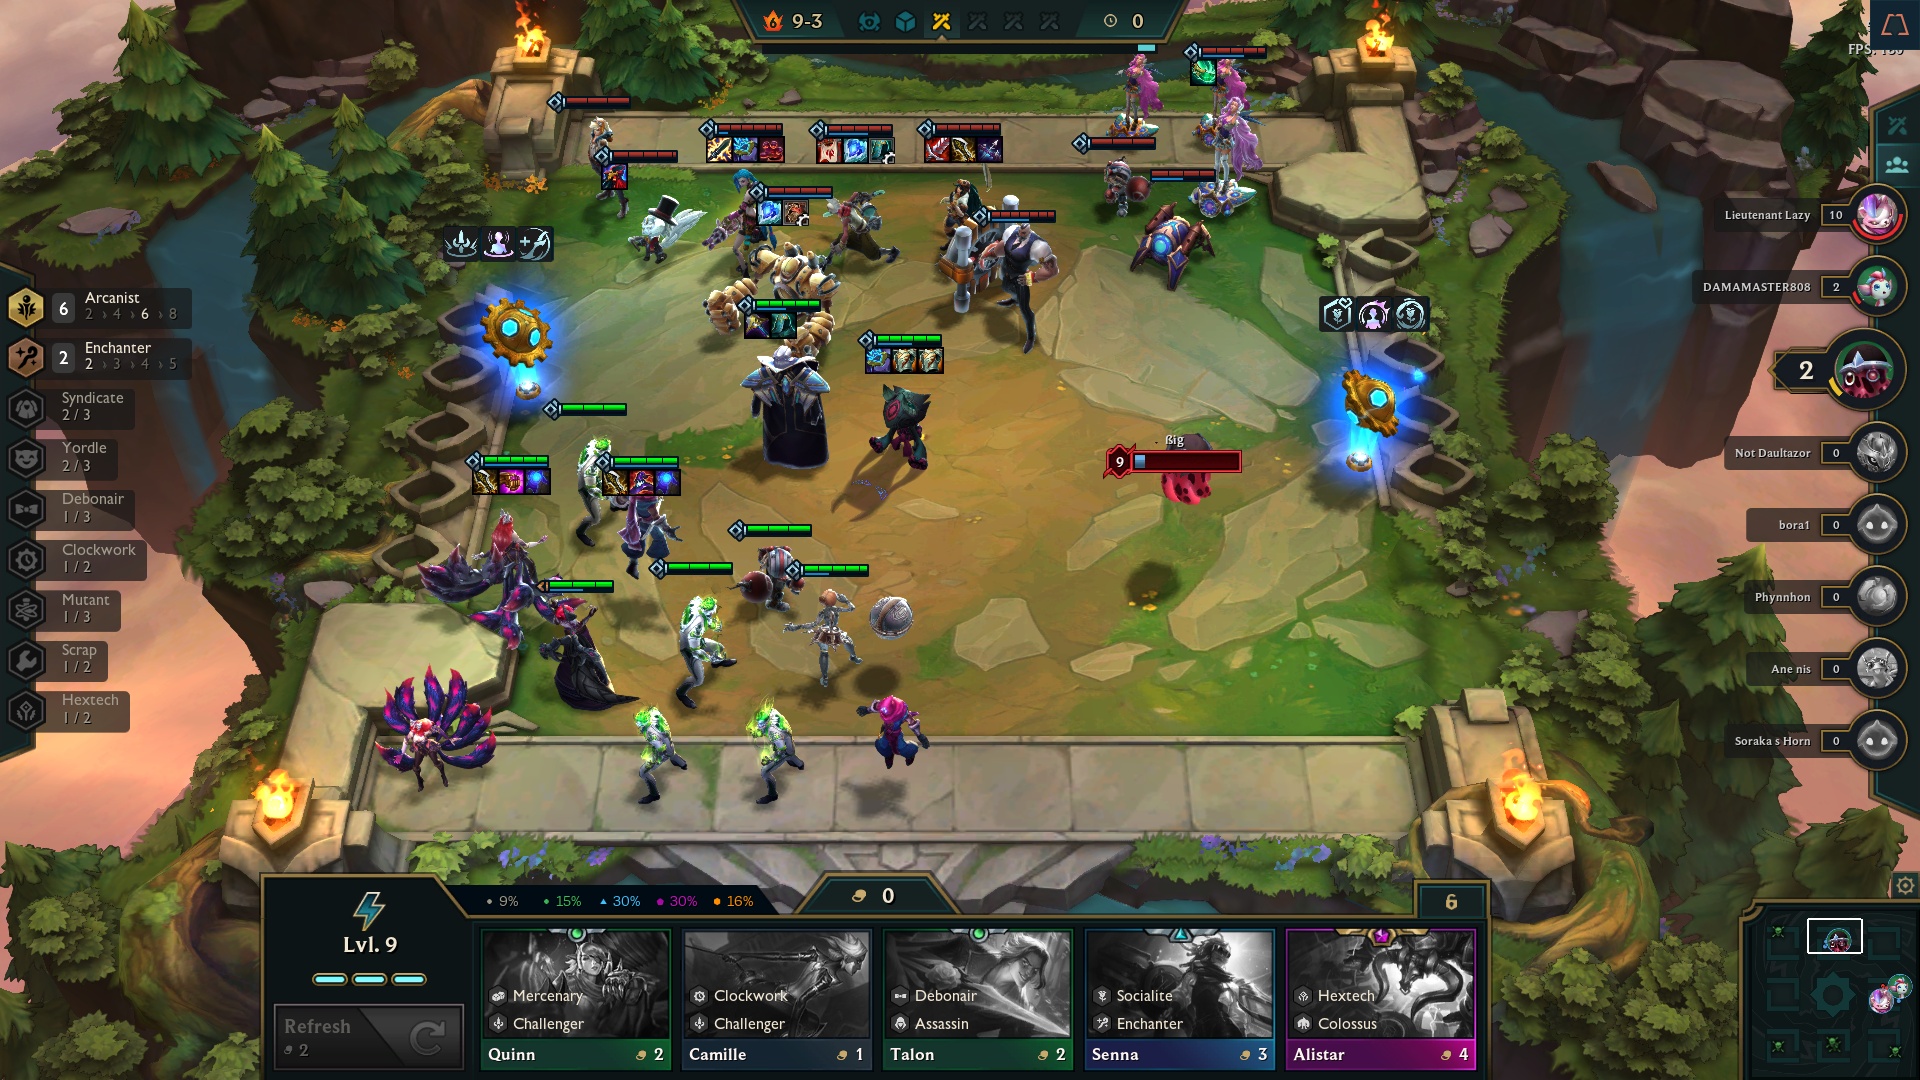 9-3
0
FPS: 180
Lieutenant Lazy 10
DAMAMASTER808 2
2
Not Daultazor 0
bora1 0
Phynnhon 0
Ane nis 0
Soraka s Horn 0
6 Arcanist
2 › 4 › 6 › 8
2 Enchanter
2 › 3 › 4 › 5
Syndicate
2 / 3
Yordle
2 / 3
Debonair
1 / 3
Clockwork
1 / 2
Mutant
1 / 3
Scrap
1 / 2
Hextech
1 / 2
ßig
9
9% 15% 30% 30% 16%
0
6
Lvl. 9
Refresh
2
Mercenary
Challenger
Quinn 2
Clockwork
Challenger
Camille 1
Debonair
Assassin
Talon 2
Socialite
Enchanter
Senna 3
Hextech
Colossus
Alistar 4